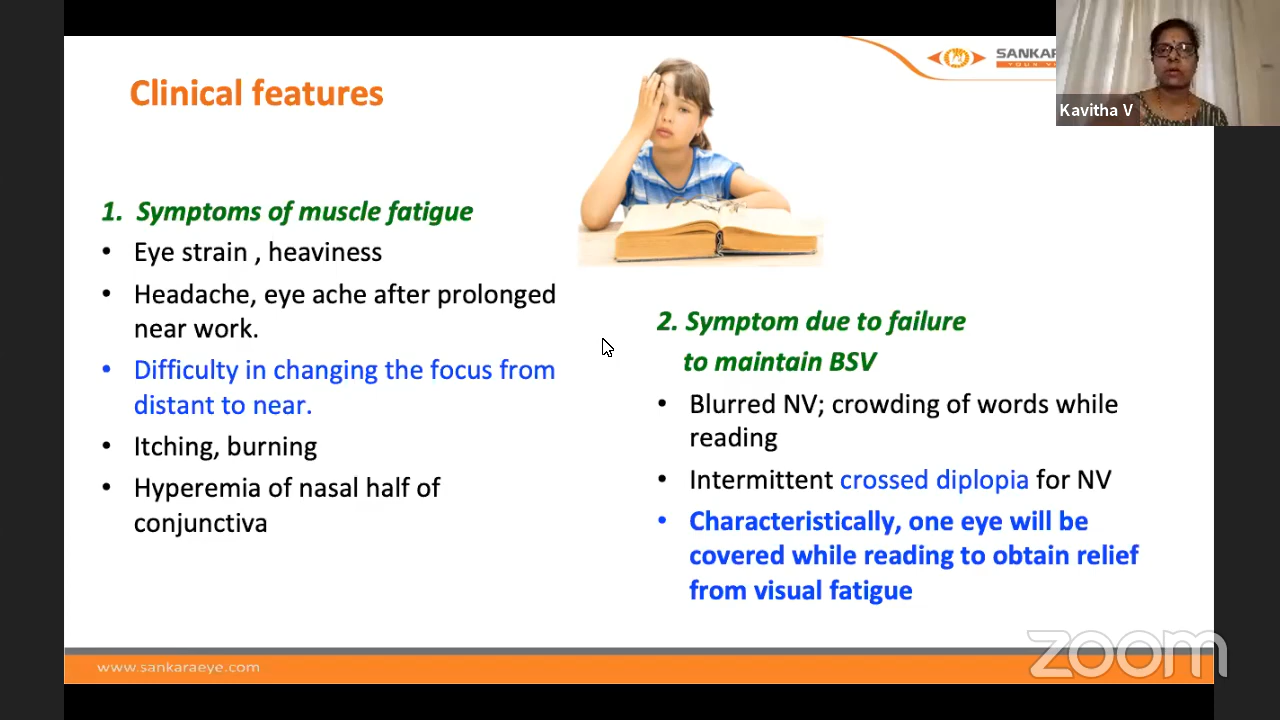 Clinical features
SANKARA
Kavitha V
1. Symptoms of muscle fatigue
• Eye strain , heaviness
• Headache, eye ache after prolonged
near work.
• Difficulty in changing the focus from
distant to near.
• Itching, burning
• Hyperemia of nasal half of
conjunctiva
2. Symptom due to failure
to maintain BSV
• Blurred NV; crowding of words while
reading
• Intermittent crossed diplopia for NV
• Characteristically, one eye will be
covered while reading to obtain relief
from visual fatigue
www.sankaraeye.com
zoom